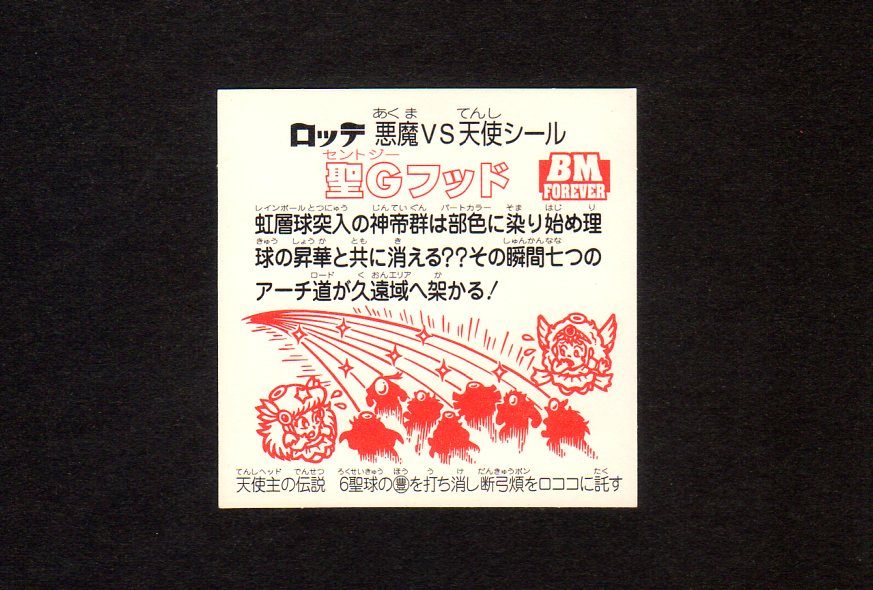 ロッテ 悪魔VS天使シール
聖Gフッド
BM
FOREVER
虹層球突入の神帝群は部色に染り始め理
球の昇華と共に消える??その瞬間七つの
アーチ道が久遠域へ架かる!
天使主の伝説 6聖球の㊇を打ち消し断弓煩をロココに託す